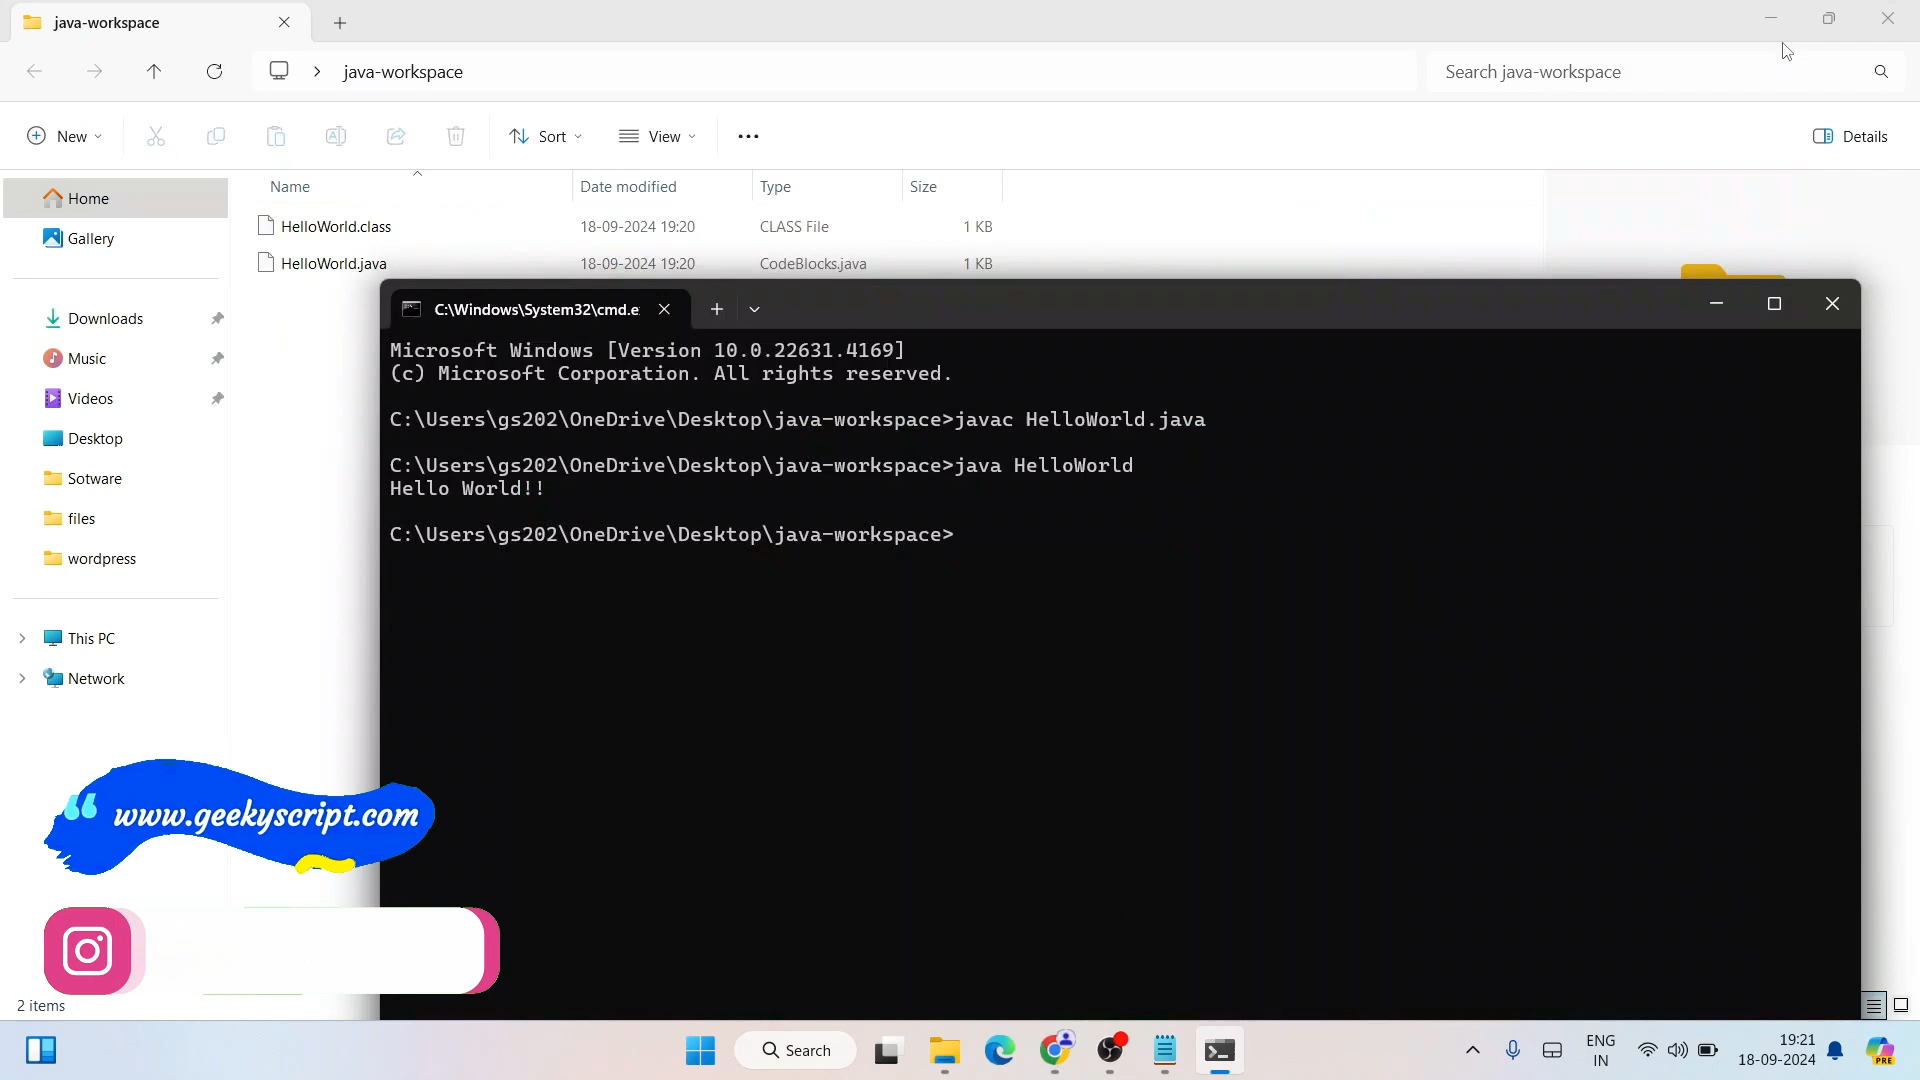 java-workspace
java-workspace
Search java-workspace
New
Sort
View
Details
Name
Date modified
Type
Size
Home
HelloWorld.class
18-09-2024 19:20
CLASS File
1 KB
Gallery
HelloWorld.java
18-09-2024 19:20
CodeBlocks.java
1 KB
Downloads
Music
Videos
Desktop
Sotware
files
wordpress
This PC
Network
C:\Windows\System32\cmd.e
Microsoft Windows [Version 10.0.22631.4169]
(c) Microsoft Corporation. All rights reserved.
C:\Users\gs202\OneDrive\Desktop\java-workspace>javac HelloWorld.java
C:\Users\gs202\OneDrive\Desktop\java-workspace>java HelloWorld
Hello World!!
C:\Users\gs202\OneDrive\Desktop\java-workspace>
www.geekyscript.com
2 items
Search
ENG
IN
19:21
18-09-2024
PRE